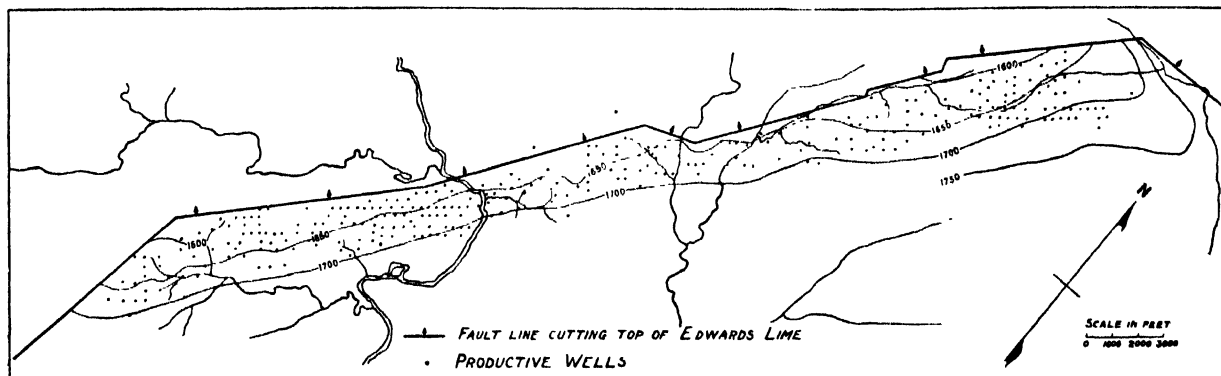 1600
1650
1700
1750
1650
1700
1600
1650
1700
N
SCALE IN FEET
0 1000 2000 3000
FAULT LINE CUTTING TOP OF EDWARDS LIME
PRODUCTIVE WELLS